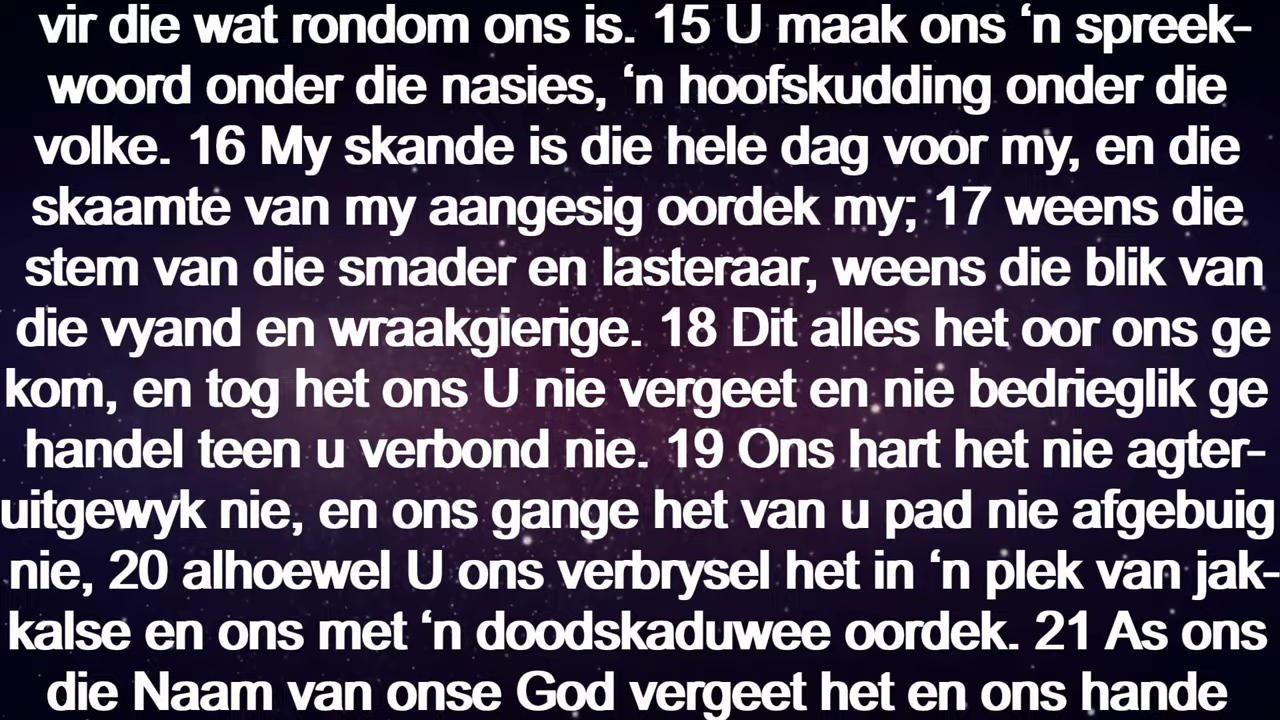 vir die wat rondom ons is. 15 U maak ons ‘n spreek-
woord onder die nasies, ‘n hoofskudding onder die
volke. 16 My skande is die hele dag voor my, en die
skaamte van my aangesig oordek my; 17 weens die
stem van die smader en lasteraar, weens die blik van
die vyand en wraakgierige. 18 Dit alles het oor ons ge
kom, en tog het ons U nie vergeet en nie bedrieglik ge
handel teen u verbond nie. 19 Ons hart het nie agter-
uitgewyk nie, en ons gange het van u pad nie afgebuig
nie, 20 alhoewel U ons verbrysel het in ‘n plek van jak-
kalse en ons met ‘n doodskaduwee oordek. 21 As ons
die Naam van onse God vergeet het en ons hande